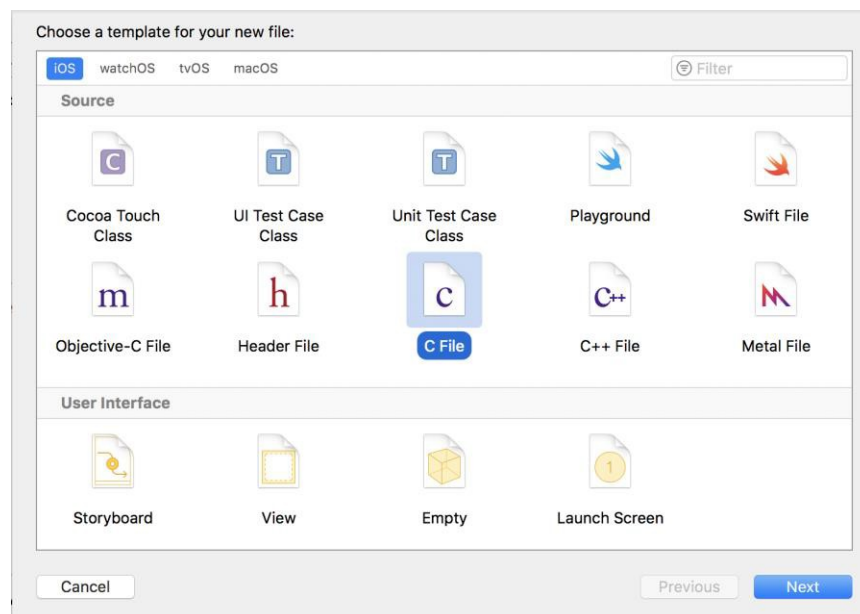 Choose a template for your new file:
iOS watchOS tvOS macOS Filter
Source
C T T
Cocoa Touch Class UI Test Case Class Unit Test Case Class Playground Swift File
m h c C++
Objective-C File Header File C File C++ File Metal File
User Interface
1
Storyboard View Empty Launch Screen
Cancel Previous Next